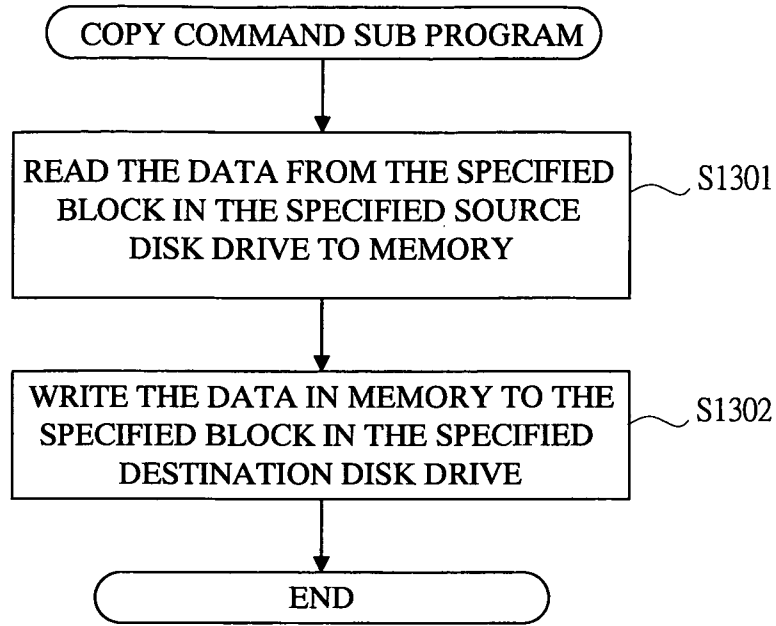 COPY COMMAND SUB PROGRAM
READ THE DATA FROM THE SPECIFIED
BLOCK IN THE SPECIFIED SOURCE
DISK DRIVE TO MEMORY
S1301
WRITE THE DATA IN MEMORY TO THE
SPECIFIED BLOCK IN THE SPECIFIED
DESTINATION DISK DRIVE
S1302
END